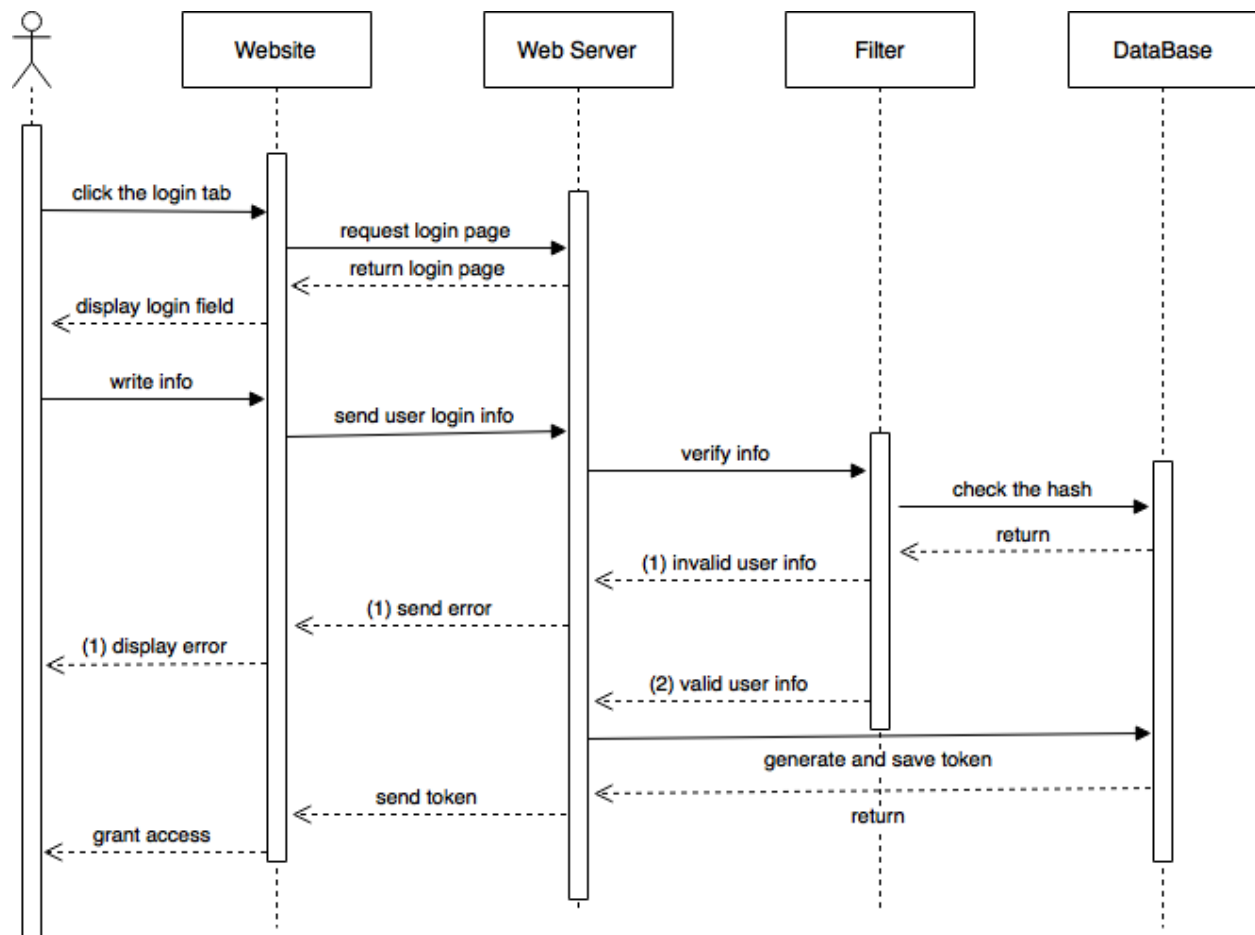 Website
Web Server
Filter
DataBase
click the login tab
request login page
return login page
display login field
write info
send user login info
verify info
check the hash
return
(1) invalid user info
(1) send error
(1) display error
(2) valid user info
generate and save token
send token
return
grant access